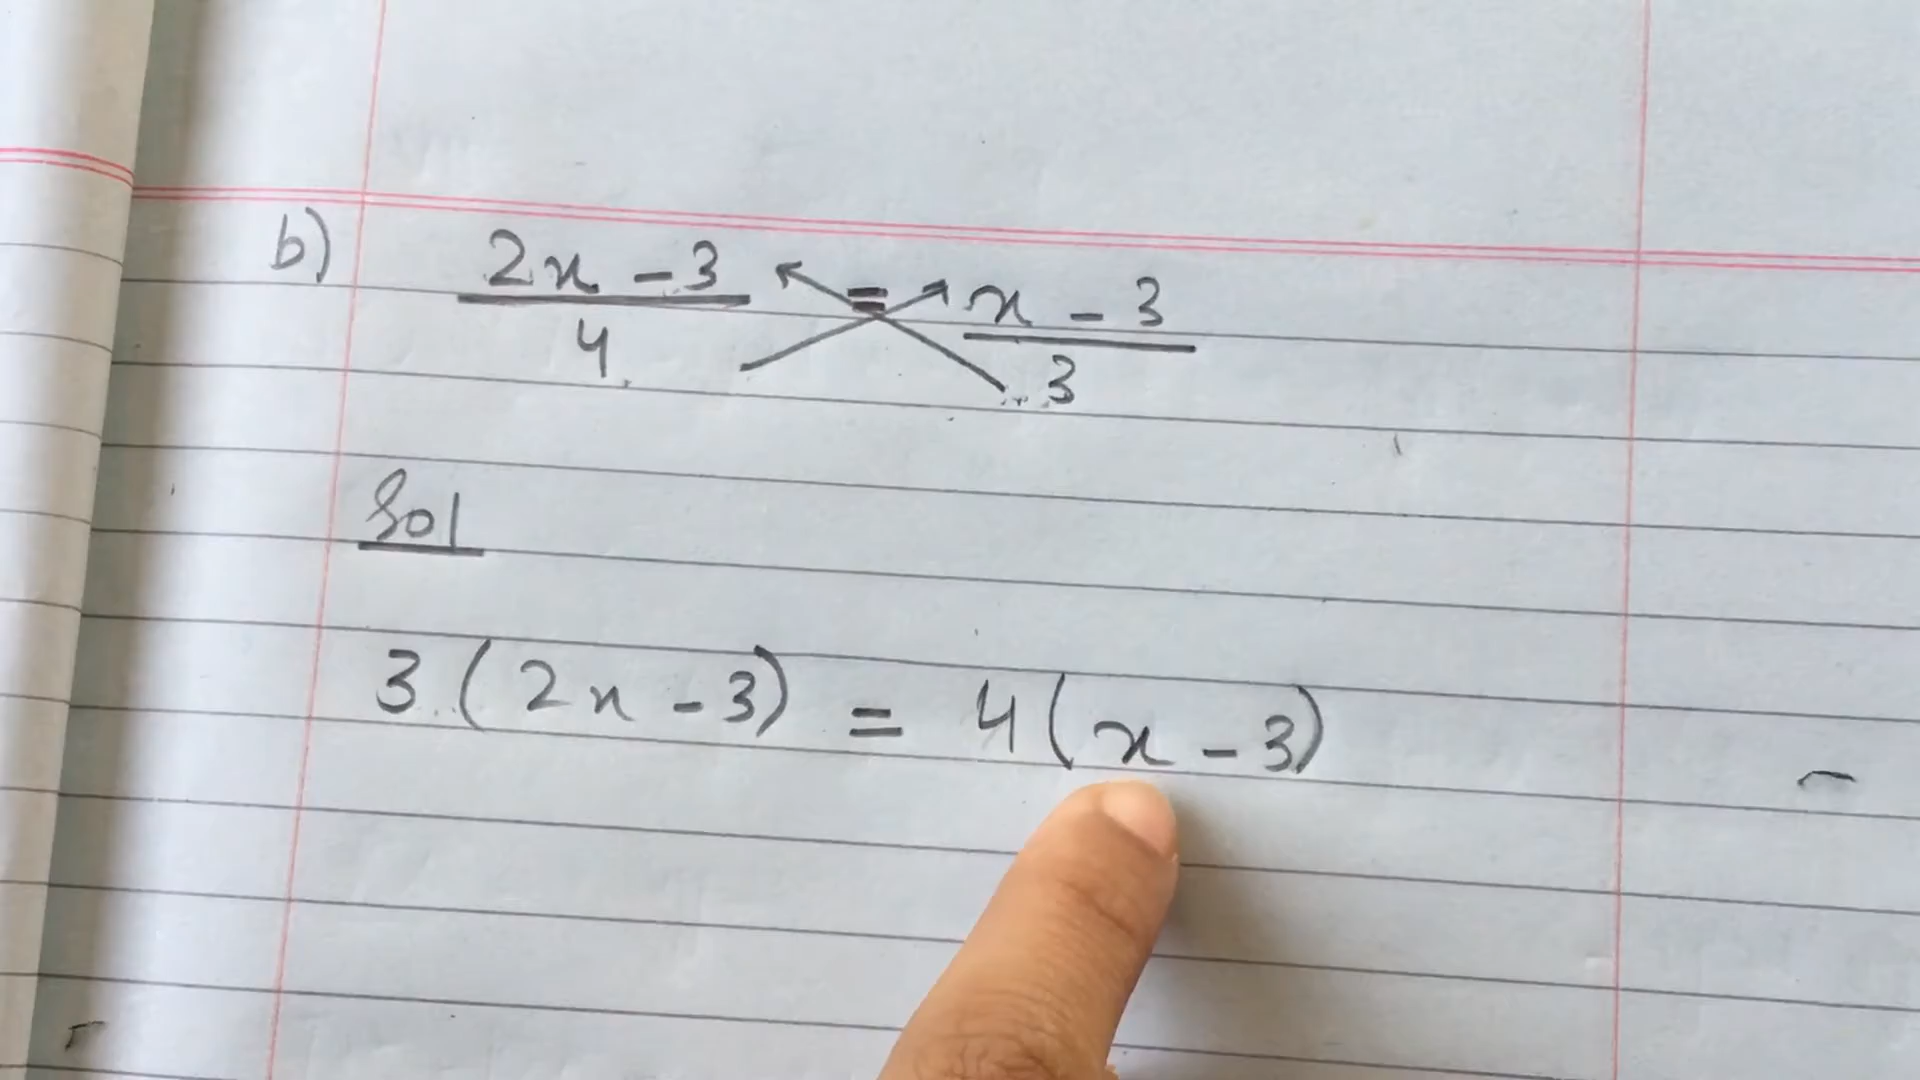 b) 2x - 3 = x - 3
4 3
Sol
3 (2x - 3) = 4 (x - 3)